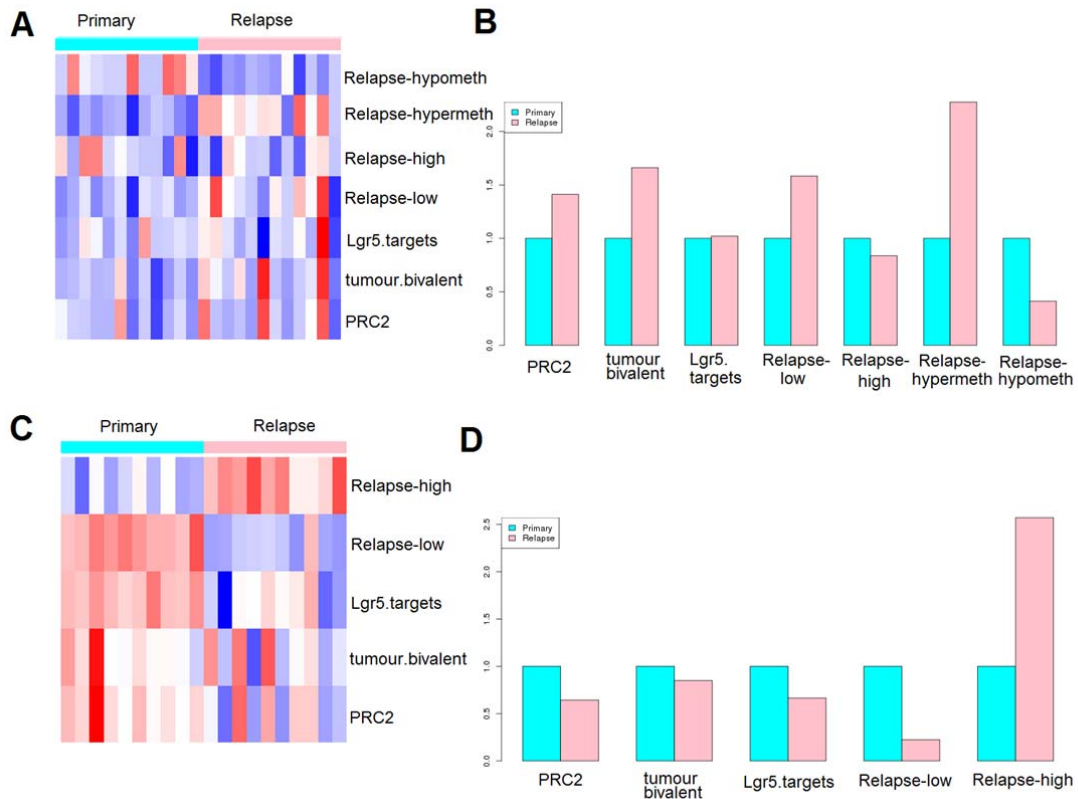 A
Primary
Relapse
Relapse-hypometh
Relapse-hypermeth
Relapse-high
Relapse-low
Lgr5.targets
tumour.bivalent
PRC2
B
Primary
Relapse
2.0
1.5
1.0
0.5
0.0
PRC2
tumour
bivalent
Lgr5.
targets
Relapse-
low
Relapse-
high
Relapse-
hypermeth
Relapse-
hypometh
C
Primary
Relapse
Relapse-high
Relapse-low
Lgr5.targets
tumour.bivalent
PRC2
D
Primary
Relapse
2.5
2.0
1.5
1.0
0.5
0.0
PRC2
tumour
bivalent
Lgr5.targets
Relapse-low
Relapse-high